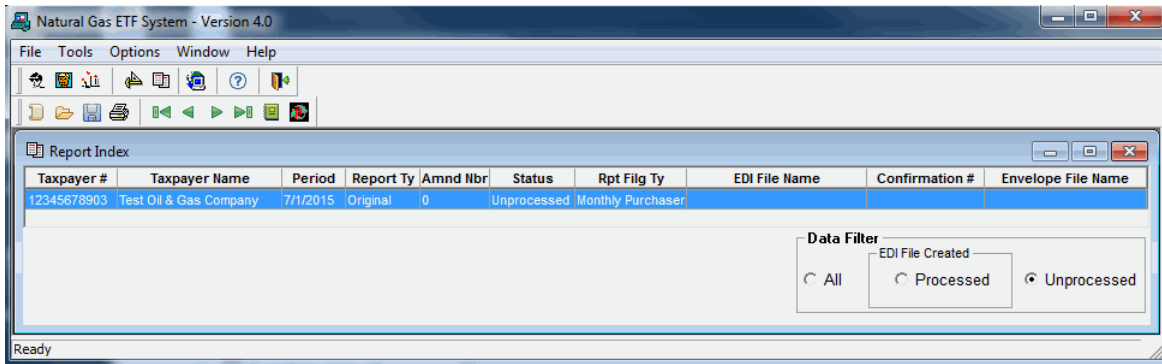 Natural Gas ETF System - Version 4.0
File Tools Options Window Help
Report Index
Taxpayer # Taxpayer Name Period Report Ty Amnd Nbr Status Rpt Filg Ty EDI File Name Confirmation # Envelope File Name
12345678903 Test Oil & Gas Company 7/1/2015 Original 0 Unprocessed Monthly Purchaser
Data Filter
EDI File Created
All Processed Unprocessed
Ready